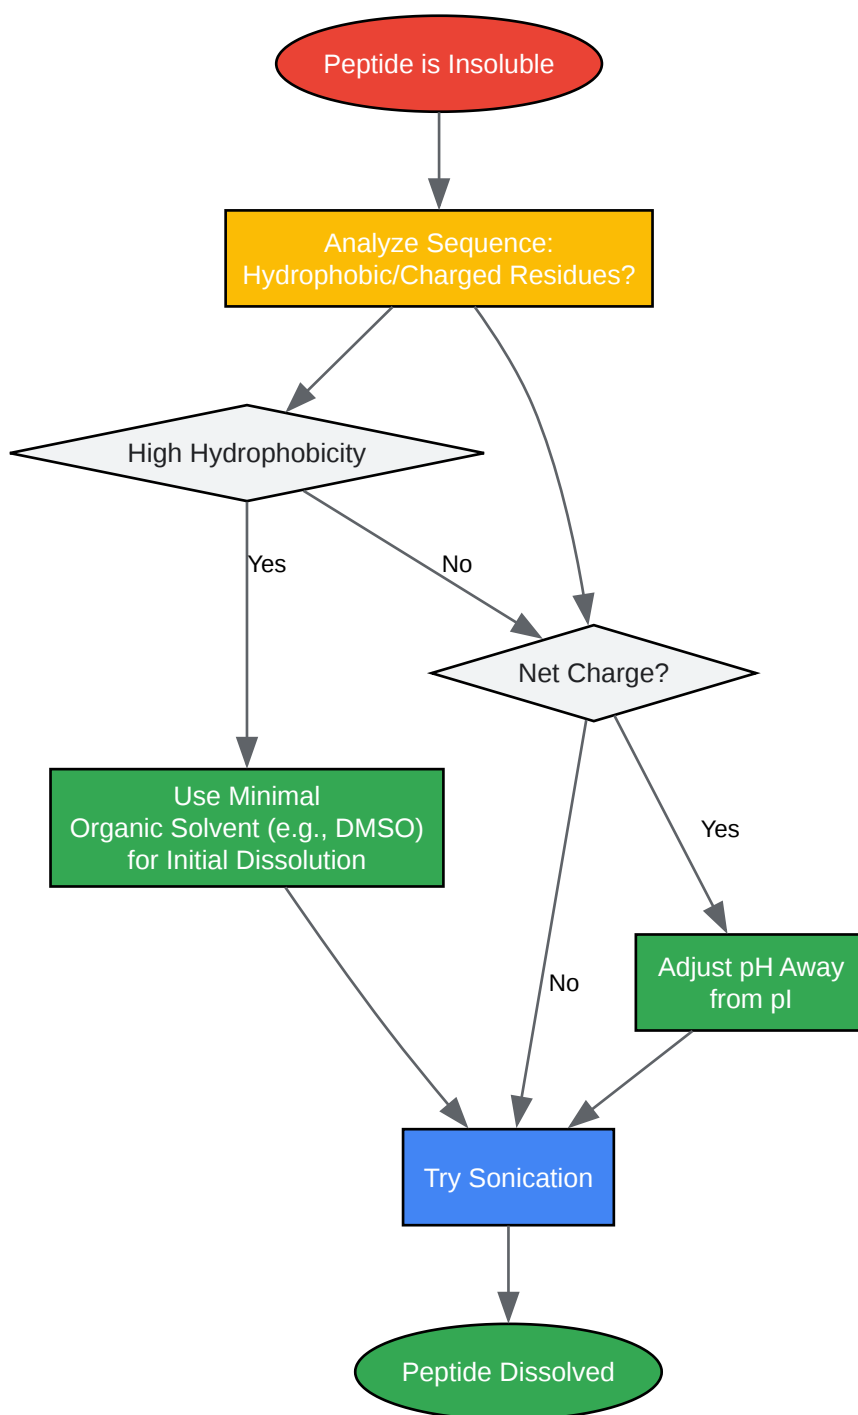 Peptide is Insoluble
Analyze Sequence:
Hydrophobic/Charged Residues?
High Hydrophobicity
Yes
No
Net Charge?
Use Minimal
Organic Solvent (e.g., DMSO)
for Initial Dissolution
Yes
Adjust pH Away
from pI
No
Try Sonication
Peptide Dissolved